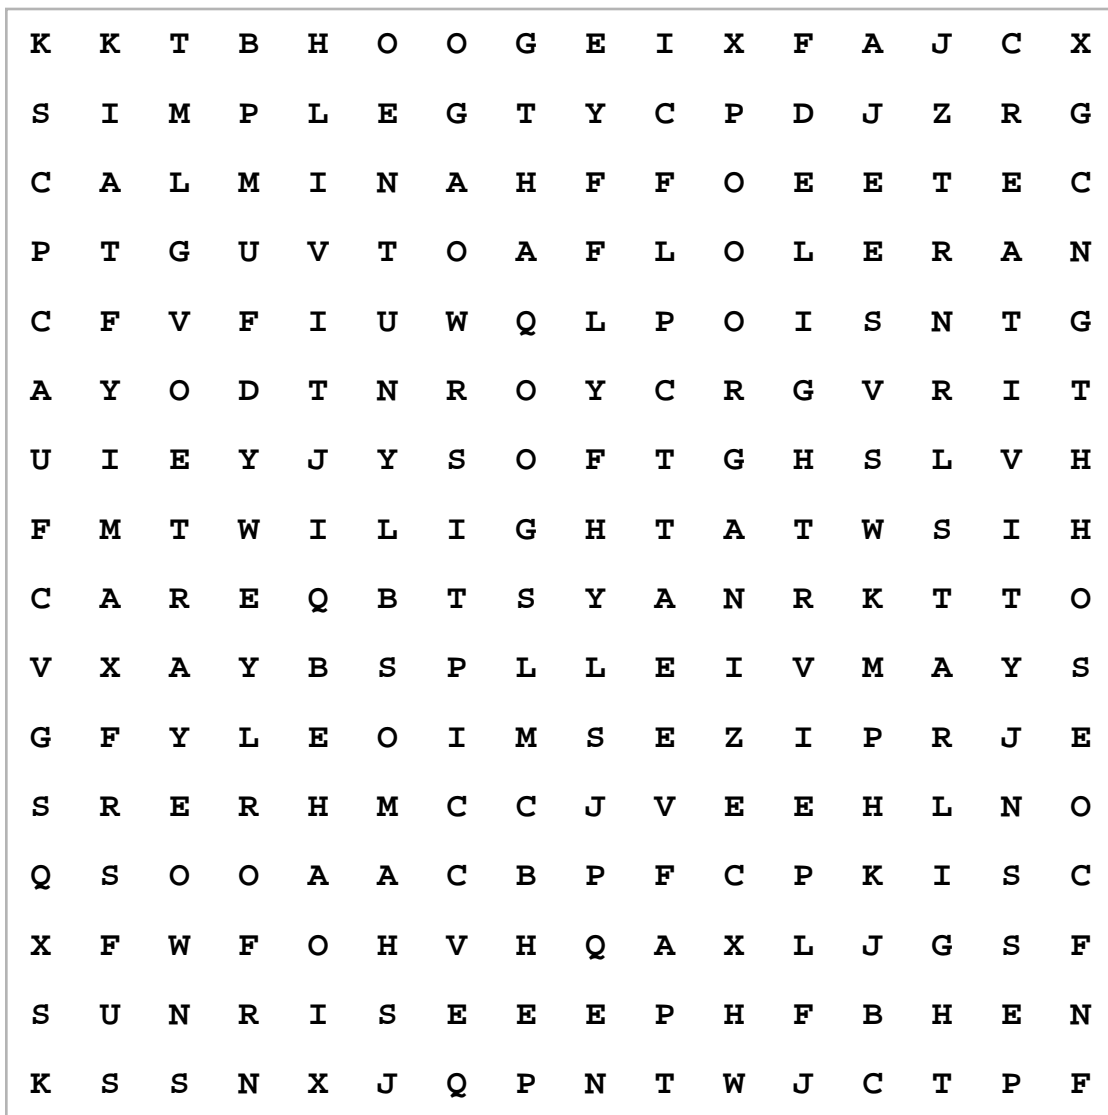 K K T B H O O G E I X F A J C X
S I M P L E G T Y C P D J Z R G
C A L M I N A H F F O E E T E C
P T G U V T O A F L O L E R A N
C F V F I U W Q L P O I S N T G
A Y O D T N R O Y C R G V R I T
U I E Y J Y S O F T G H S L V H
F M T W I L I G H T A T W S I H
C A R E Q B T S Y A N R K T T O
V X A Y B S P L L E I V M A Y S
G F Y L E O I M S E Z I P R J E
S R E R H M C C J V E E H L N O
Q S O O A A C B P F C P K I S C
X F W F O H V H Q A X L J G S F
S U N R I S E E E P H F B H E N
K S S N X J Q P N T W J C T P F